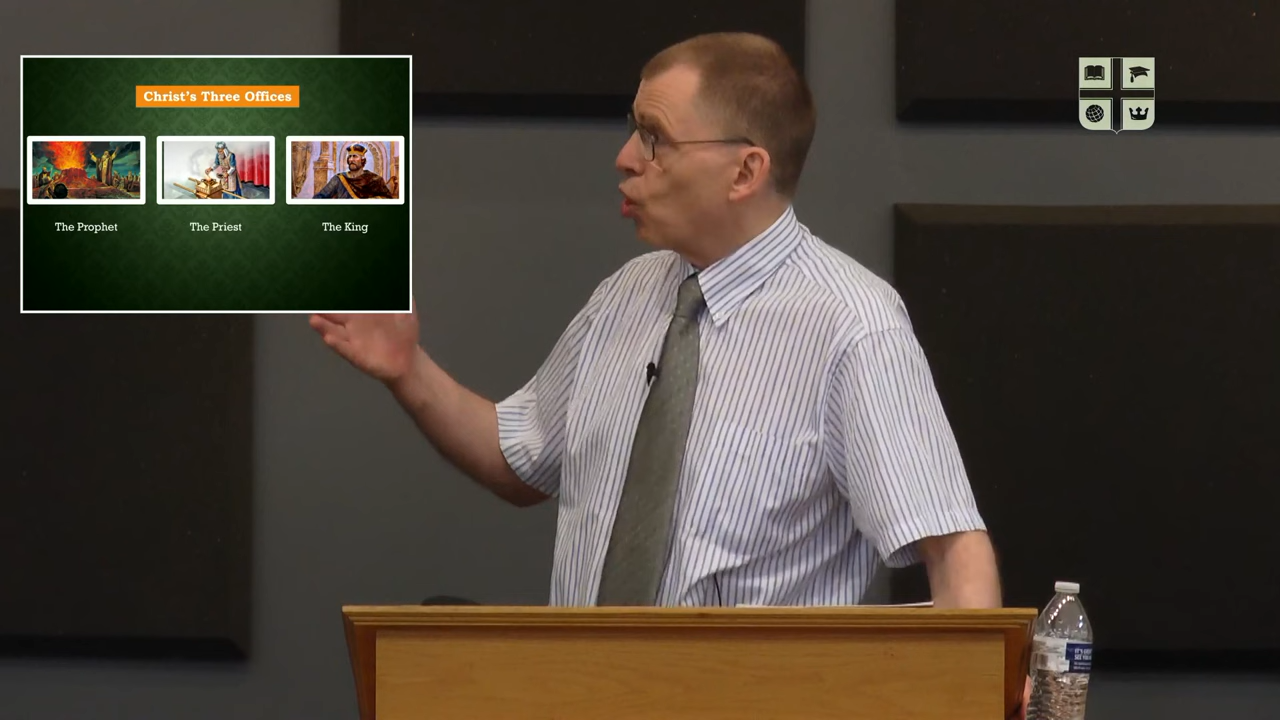 Christ's Three Offices
The Prophet
The Priest
The King